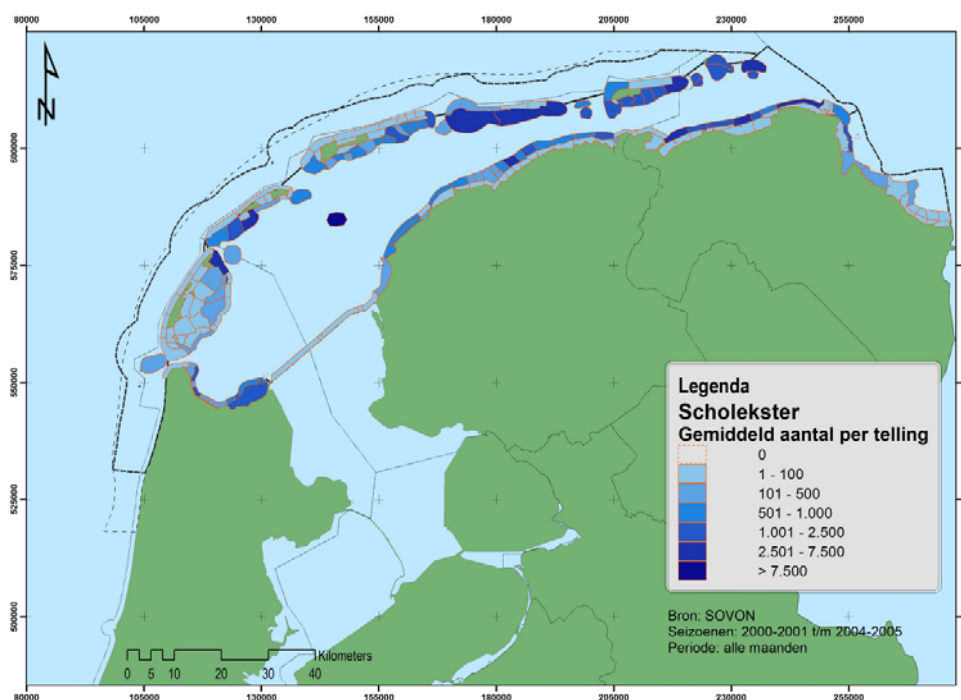 80000 105000 130000 155000 180000 205000 230000 255000
N
600000
575000
550000
525000
500000
Legenda
Scholekster
Gemiddeld aantal per telling
0
1 - 100
101 - 500
501 - 1.000
1.001 - 2.500
2.501 - 7.500
> 7.500
Bron: SOVON
Seizoenen: 2000-2001 t/m 2004-2005
Periode: alle maanden
Kilometers
0 5 10 20 30 40
80000 105000 130000 155000 180000 205000 230000 255000